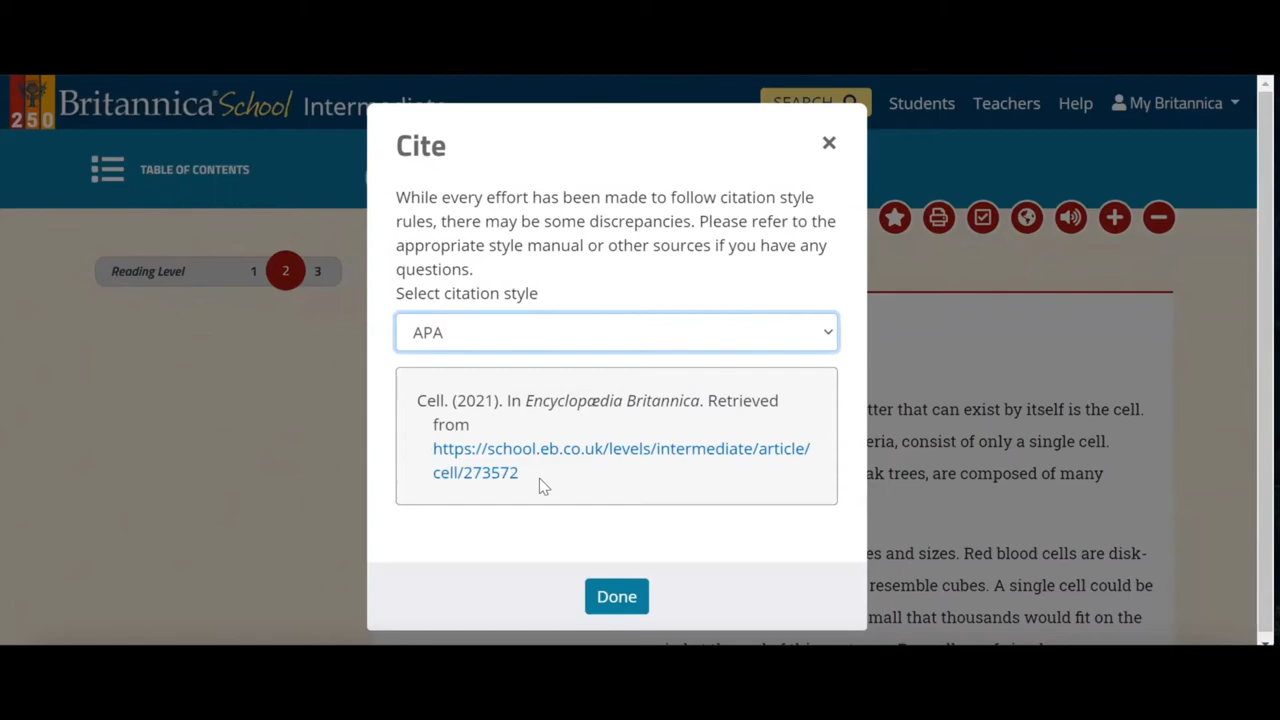 Britannica® School Intermediate
250
SEARCH
Students
Teachers
Help
My Britannica
TABLE OF CONTENTS
Reading Level 1 2 3
Cite
×
While every effort has been made to follow citation style
rules, there may be some discrepancies. Please refer to the
appropriate style manual or other sources if you have any
questions.
Select citation style
APA
Cell. (2021). In Encyclopædia Britannica. Retrieved
from
https://school.eb.co.uk/levels/intermediate/article/
cell/273572
Done
that can exist by itself is the cell.
consist of only a single cell.
trees, are composed of many
and sizes. Red blood cells are disk-
resemble cubes. A single cell could be
small that thousands would fit on the